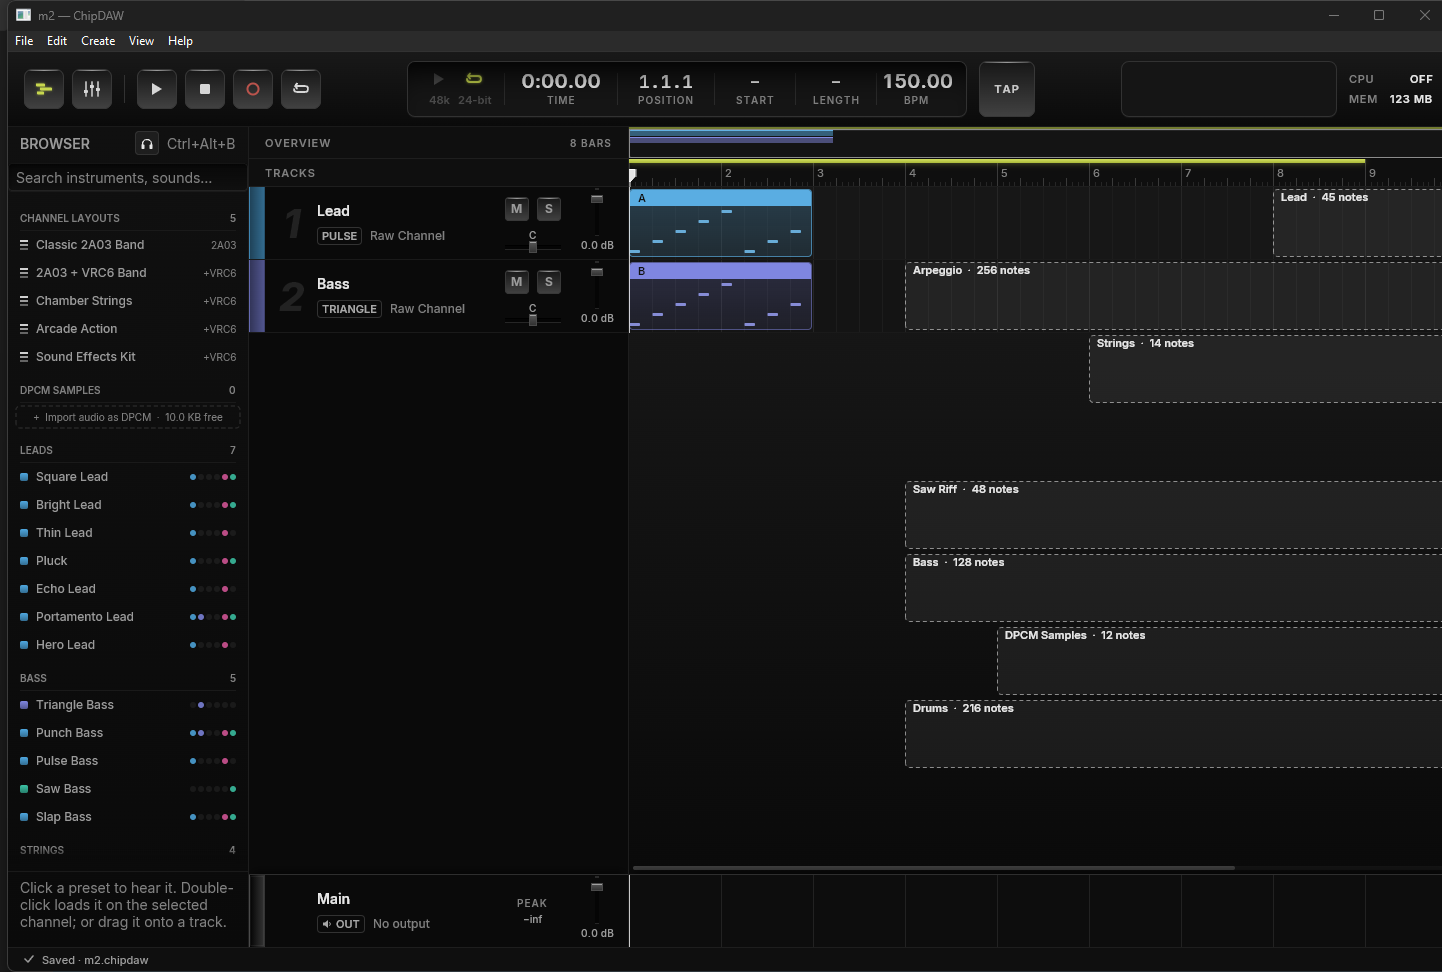 m2 — ChipDAW
File Edit Create View Help
48k 24-bit
0:00.00
TIME
1.1.1
POSITION
–
START
–
LENGTH
150.00
BPM
TAP
CPU OFF
MEM 123 MB
BROWSER Ctrl+Alt+B
Search instruments, sounds...
CHANNEL LAYOUTS 5
Classic 2A03 Band 2A03
2A03 + VRC6 Band +VRC6
Chamber Strings +VRC6
Arcade Action +VRC6
Sound Effects Kit +VRC6
DPCM SAMPLES 0
+ Import audio as DPCM · 10.0 KB free
LEADS 7
Square Lead
Bright Lead
Thin Lead
Pluck
Echo Lead
Portamento Lead
Hero Lead
BASS 5
Triangle Bass
Punch Bass
Pulse Bass
Saw Bass
Slap Bass
STRINGS 4
Click a preset to hear it. Double-
click loads it on the selected
channel; or drag it onto a track.
OVERVIEW 8 BARS
TRACKS
1 Lead M S
PULSE Raw Channel C 0.0 dB
2 Bass M S
TRIANGLE Raw Channel C 0.0 dB
2 3 4 5 6 7 8 9
A
Lead · 45 notes
B
Arpeggio · 256 notes
Strings · 14 notes
Saw Riff · 48 notes
Bass · 128 notes
DPCM Samples · 12 notes
Drums · 216 notes
Main
OUT No output
PEAK
-inf
0.0 dB
Saved · m2.chipdaw